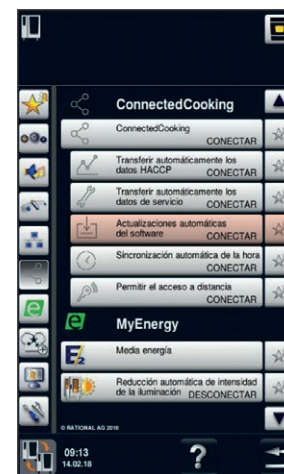 ConnectedCooking
ConnectedCooking
CONECTAR
Transferir automáticamente los
datos HACCP CONECTAR
Transferir automáticamente los
datos de servicio CONECTAR
Actualizaciones automáticas
del software CONECTAR
Sincronización automática de la hora
CONECTAR
Permitir el acceso a distancia
CONECTAR
MyEnergy
E/2 Media energía
Reducción automática de intensidad
de la iluminación DESCONECTAR
© RATIONAL AG 2016
09:13
14.02.18
?